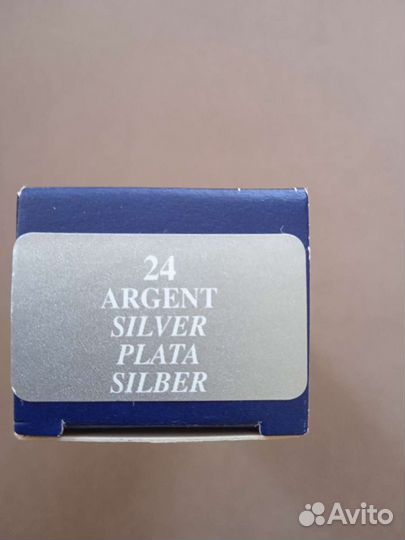 24
ARGENT
SILVER
PLATA
SILBER
Avito